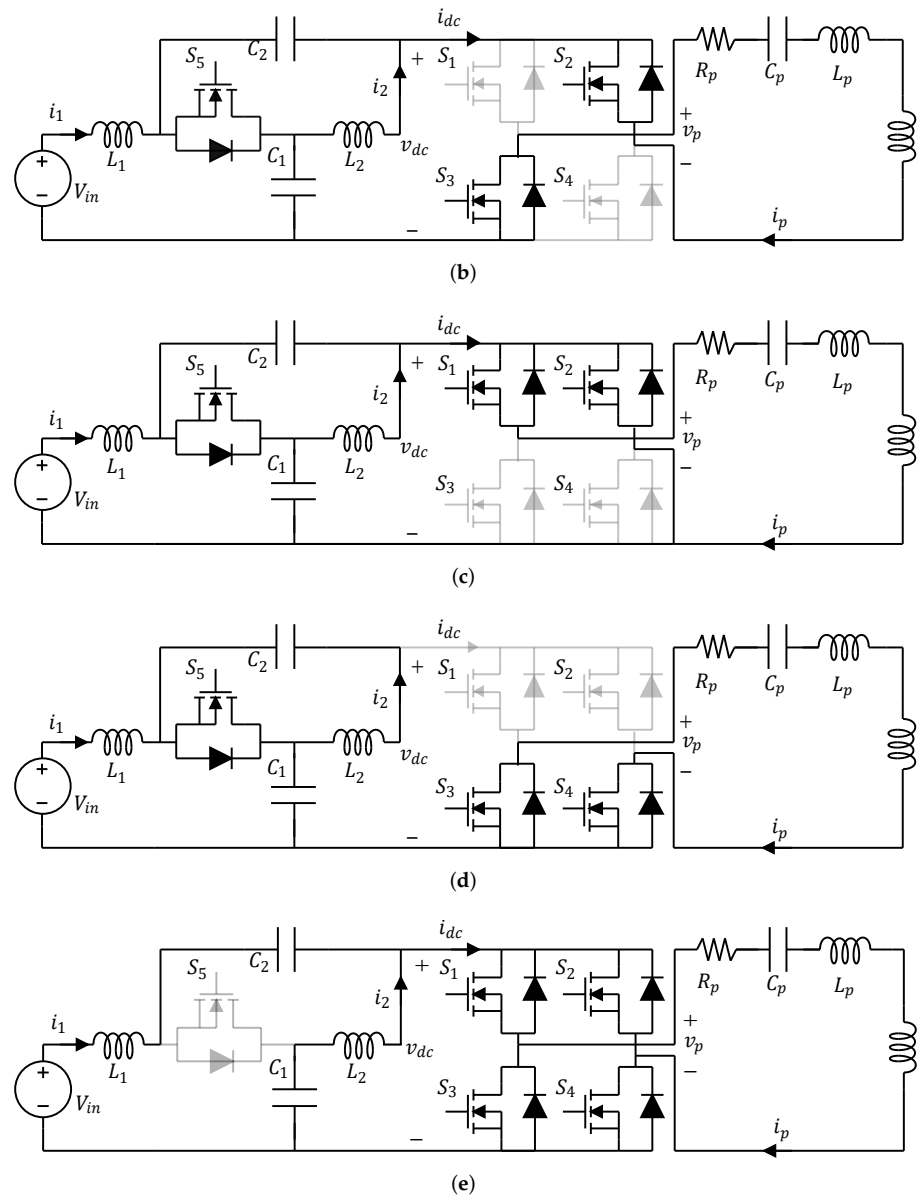 i_dc
C_2 S_5 + S_1 S_2 R_p C_p L_p
i_1 i_2 +
L_1 C_1 L_2 v_dc v_p
+ V_in S_3 S_4 −
− − i_p
(b)
i_dc
C_2 S_5 + S_1 S_2 R_p C_p L_p
i_1 i_2 +
L_1 C_1 L_2 v_dc v_p
+ V_in S_3 S_4 −
− − i_p
(c)
i_dc
C_2 S_5 + S_1 S_2 R_p C_p L_p
i_1 i_2 +
L_1 C_1 L_2 v_dc v_p
+ V_in S_3 S_4 −
− − i_p
(d)
i_dc
C_2 S_5 + S_1 S_2 R_p C_p L_p
i_1 i_2 +
L_1 C_1 L_2 v_dc v_p
+ V_in S_3 S_4 −
− − i_p
(e)